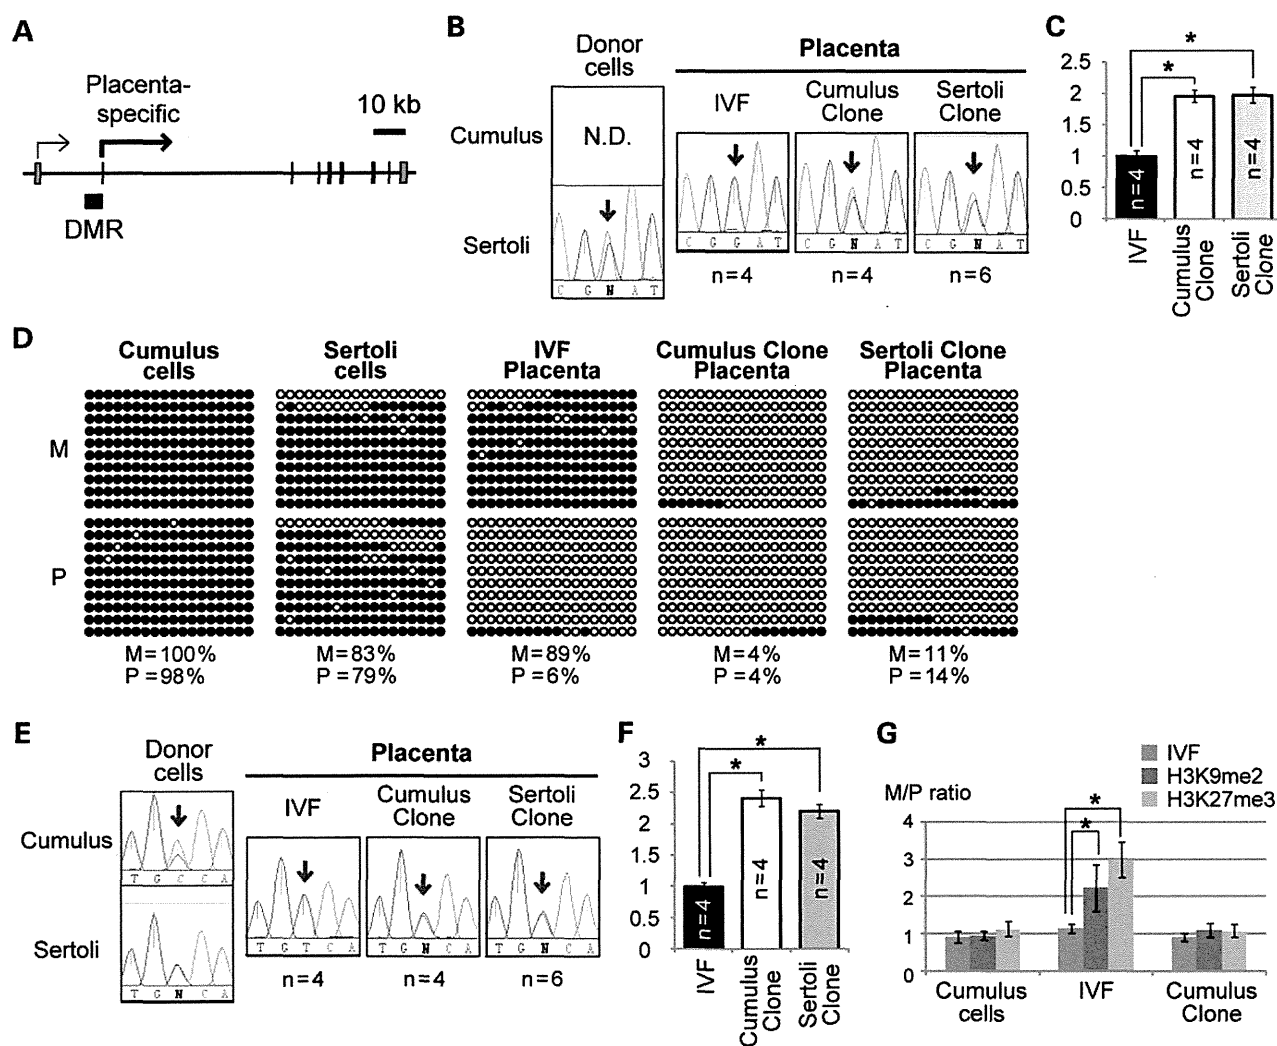 A
Placenta-
specific
10 kb
DMR
B
Donor
cells
Placenta
IVF
Cumulus
Clone
Sertoli
Clone
Cumulus
N.D.
Sertoli
C G N A T
C G G A T
C G N A T
C G N A T
n=4
n=4
n=6
C
2.5
2
1.5
1
0.5
0
*
*
n=4
n=4
n=4
IVF
Cumulus
Clone
Sertoli
Clone
D
Cumulus
cells
Sertoli
cells
IVF
Placenta
Cumulus Clone
Placenta
Sertoli Clone
Placenta
M
P
M=100%
P=98%
M=83%
P=79%
M=89%
P=6%
M=4%
P=4%
M=11%
P=14%
E
Donor
cells
Placenta
IVF
Cumulus
Clone
Sertoli
Clone
Cumulus
T G C C A
Sertoli
T G N C A
T G T C A
T G N C A
T G N C A
n=4
n=4
n=6
F
3
2.5
2
1.5
1
0.5
0
*
*
n=4
n=4
n=4
IVF
Cumulus
Clone
Sertoli
Clone
G
IVF
H3K9me2
H3K27me3
M/P ratio
4
3
2
1
0
*
*
Cumulus
cells
IVF
Cumulus
Clone